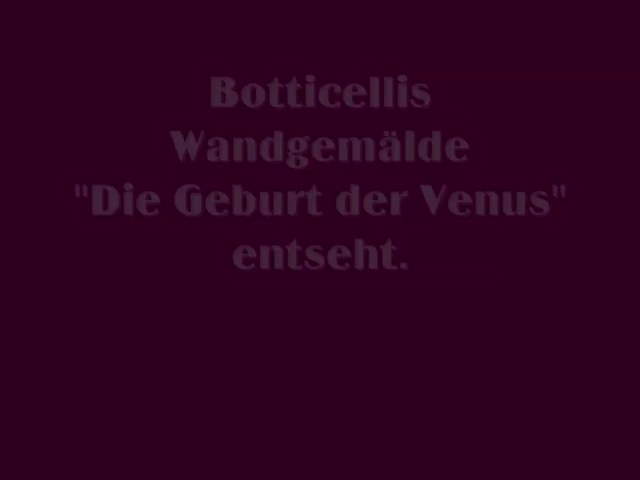 Botticellis
Wandgemälde
"Die Geburt der Venus"
entseht.